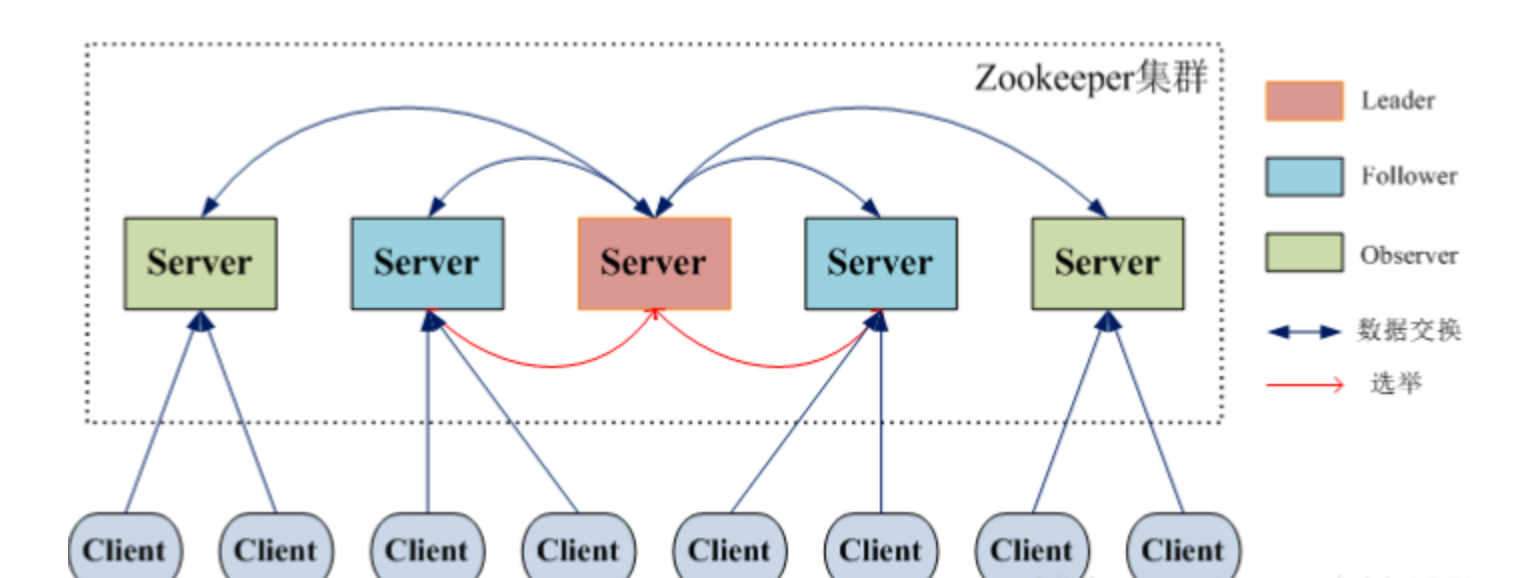 Zookeeper集群
Leader
Follower
Observer
数据交换
选举
Server Server Server Server Server
Client Client Client Client Client Client Client Client